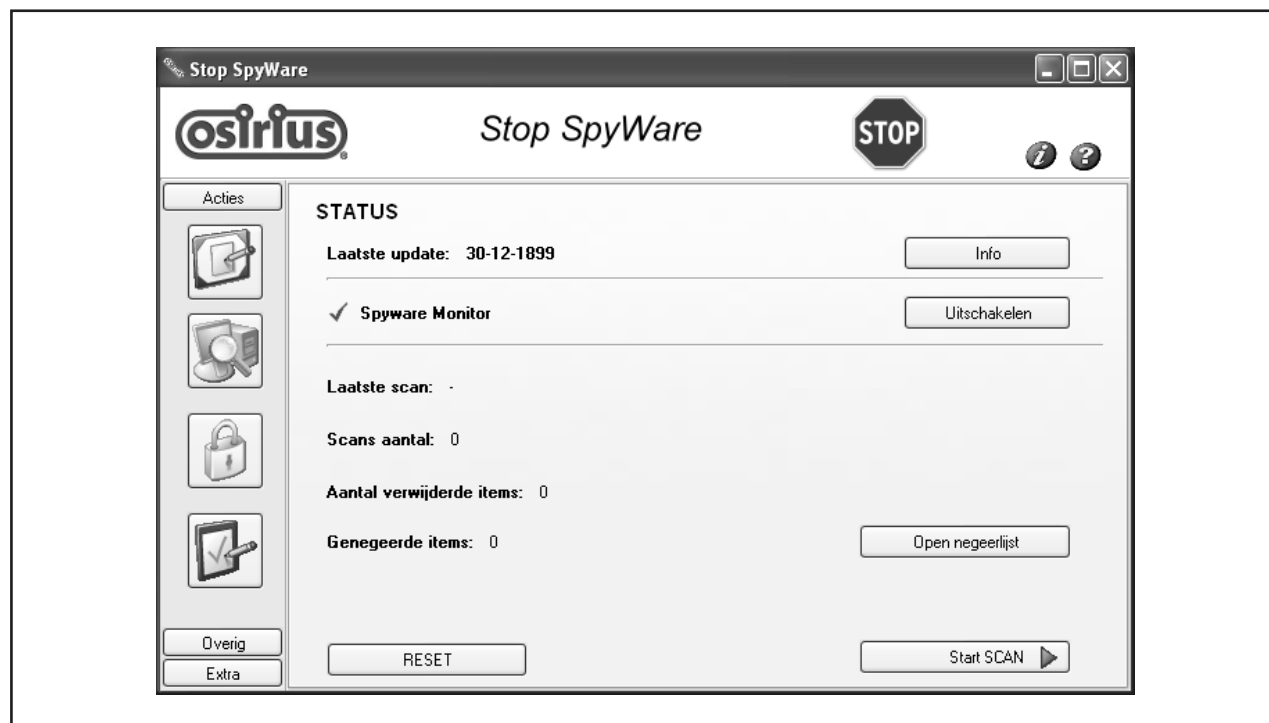 Stop SpyWare
osirius
Stop SpyWare
STOP
Acties
STATUS
Laatste update: 30-12-1899
Info
Spyware Monitor
Uitschakelen
Laatste scan: -
Scans aantal: 0
Aantal verwijderde items: 0
Genegeerde items: 0
Open negeerlijst
Overig
Extra
RESET
Start SCAN